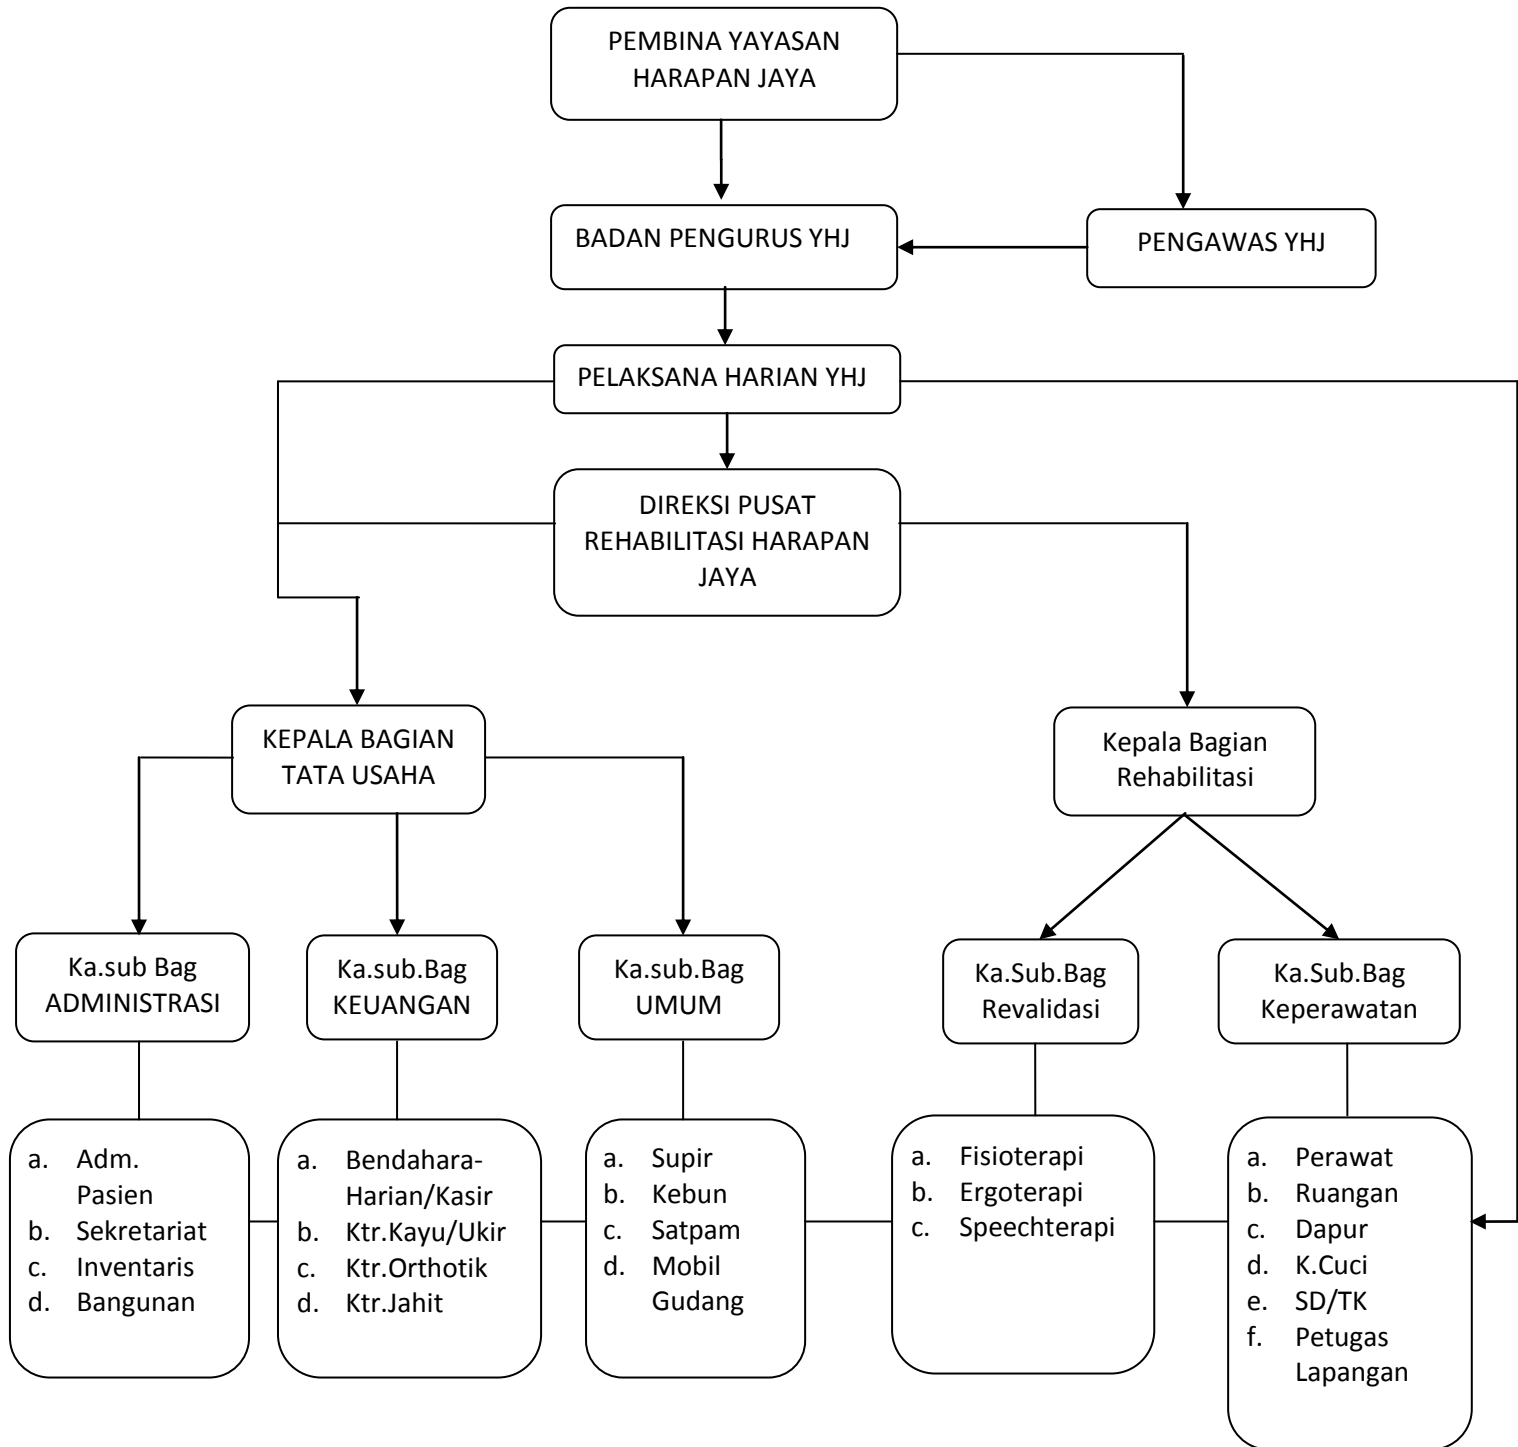 PEMBINA YAYASAN
HARAPAN JAYA
BADAN PENGURUS YHJ
PENGAWAS YHJ
PELAKSANA HARIAN YHJ
DIREKSI PUSAT
REHABILITASI HARAPAN
JAYA
KEPALA BAGIAN
TATA USAHA
Kepala Bagian
Rehabilitasi
Ka.sub Bag
ADMINISTRASI
Ka.sub.Bag
KEUANGAN
Ka.sub.Bag
UMUM
Ka.Sub.Bag
Revalidasi
Ka.Sub.Bag
Keperawatan
a. Adm.
Pasien
b. Sekretariat
c. Inventaris
d. Bangunan
a. Bendahara-
Harian/Kasir
b. Ktr.Kayu/Ukir
c. Ktr.Orthotik
d. Ktr.Jahit
a. Supir
b. Kebun
c. Satpam
d. Mobil
Gudang
a. Fisioterapi
b. Ergoterapi
c. Speechterapi
a. Perawat
b. Ruangan
c. Dapur
d. K.Cuci
e. SD/TK
f. Petugas
Lapangan